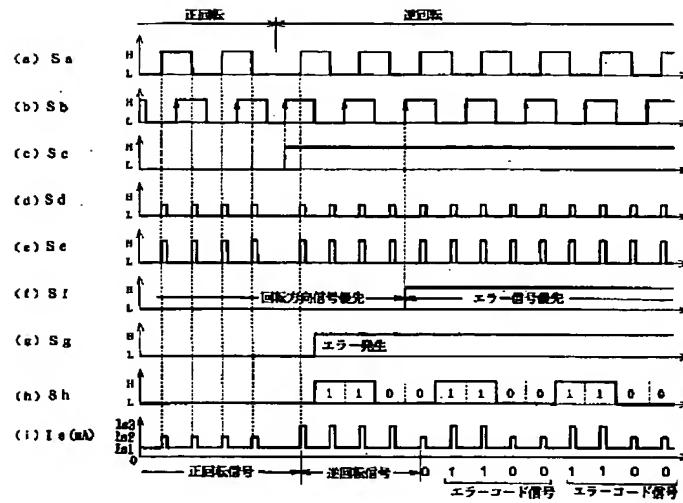 正回転 逆回転
(a) Sa H L
(b) Sb H L
(c) Sc H L
(d) Sd H L
(e) Se H L
(f) Sf H L 回転方向信号優先 エラー信号優先
(g) Sg H L エラー発生
(h) Sh H L 1 1 0 0 1 1 0 0 1 1 0 0
(i) Is(mA) Is3 Is2 Is1 0
正回転信号 逆回転信号 0 1 1 0 0 1 1 0 0
エラーコード信号 エラーコード信号